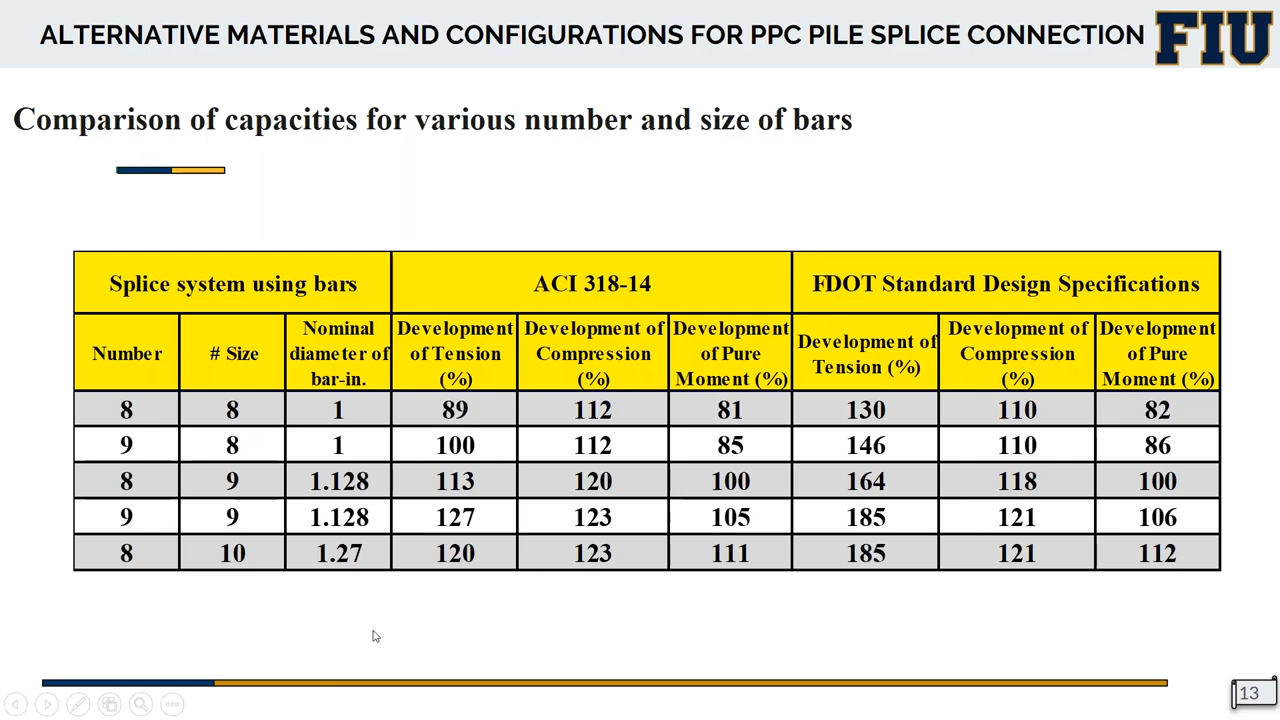 ALTERNATIVE MATERIALS AND CONFIGURATIONS FOR PPC PILE SPLICE CONNECTION
FIU
Comparison of capacities for various number and size of bars
Splice system using bars ACI 318-14 FDOT Standard Design Specifications
Number # Size Nominal diameter of bar-in. Development of Tension (%) Development of Compression (%) Development of Pure Moment (%) Development of Tension (%) Development of Compression (%) Development of Pure Moment (%)
8 8 1 89 112 81 130 110 82
9 8 1 100 112 85 146 110 86
8 9 1.128 113 120 100 164 118 100
9 9 1.128 127 123 105 185 121 106
8 10 1.27 120 123 111 185 121 112
13